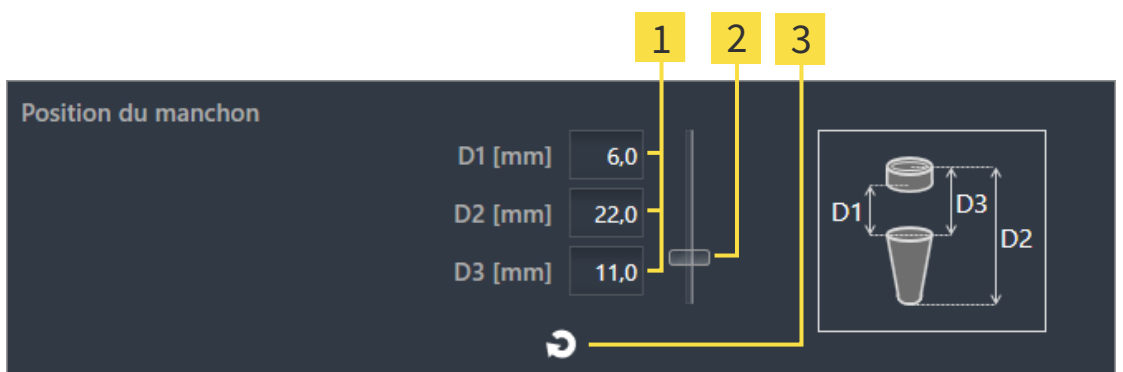 1 2 3
Position du manchon
D1 [mm] 6,0
D2 [mm] 22,0
D3 [mm] 11,0
D1 D3
D2